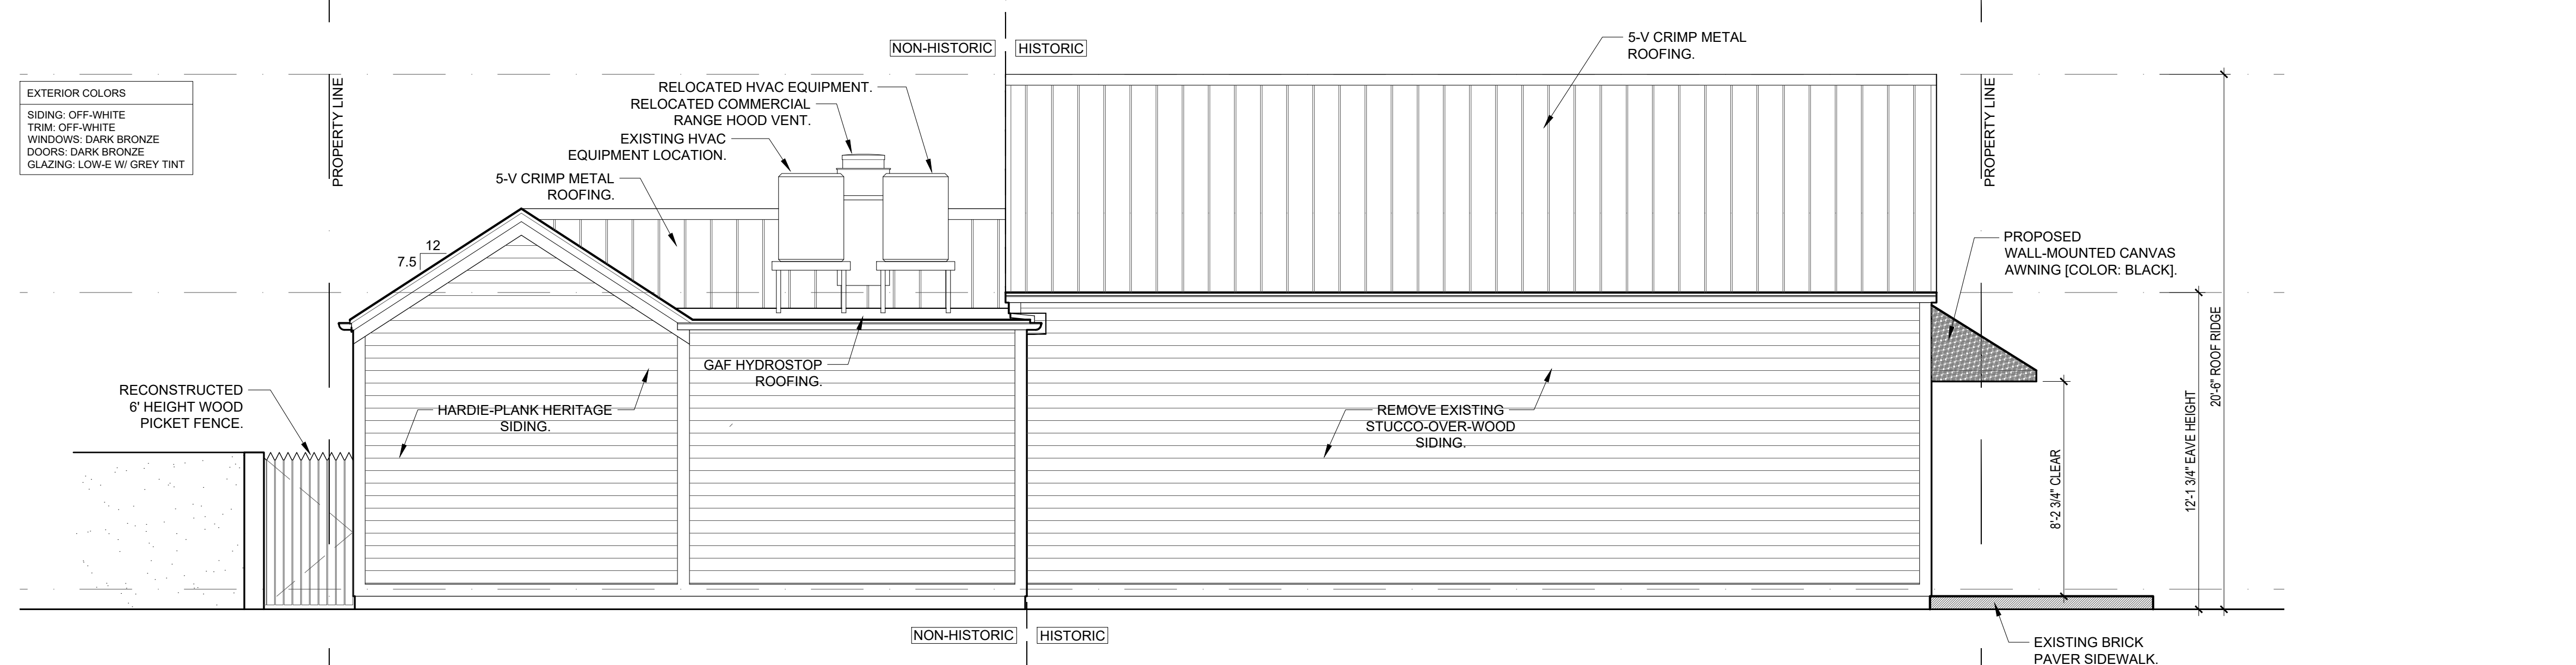 NON-HISTORIC
HISTORIC
5-V CRIMP METAL
ROOFING.
EXTERIOR COLORS
SIDING: OFF-WHITE
TRIM: OFF-WHITE
WINDOWS: DARK BRONZE
DOORS: DARK BRONZE
GLAZING: LOW-E W/ GREY TINT
PROPERTY LINE
RELOCATED HVAC EQUIPMENT.
RELOCATED COMMERCIAL
RANGE HOOD VENT.
EXISTING HVAC
EQUIPMENT LOCATION.
5-V CRIMP METAL
ROOFING.
PROPERTY LINE
12
7.5
PROPOSED
WALL-MOUNTED CANVAS
AWNING [COLOR: BLACK].
GAF HYDROSTOP
ROOFING.
RECONSTRUCTED
6' HEIGHT WOOD
PICKET FENCE.
HARDIE-PLANK HERITAGE
SIDING.
REMOVE EXISTING
STUCCO-OVER-WOOD
SIDING.
8'-2 3/4" CLEAR
12'-1 3/4" EAVE HEIGHT
20'-6" ROOF RIDGE
NON-HISTORIC
HISTORIC
EXISTING BRICK
PAVER SIDEWALK.